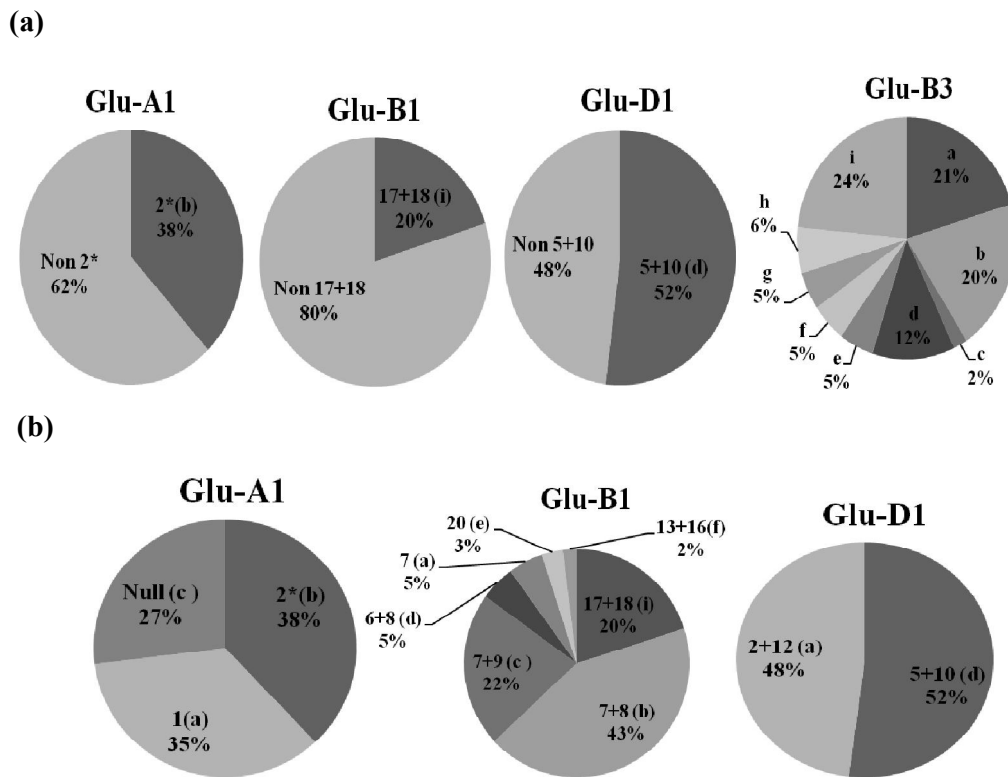 (a)
Glu-A1
2*(b)
38%
Non 2*
62%
Glu-B1
17+18 (i)
20%
Non 17+18
80%
Glu-D1
Non 5+10
48%
5+10 (d)
52%
Glu-B3
a
21%
b
20%
c
2%
d
12%
e
5%
f
5%
g
5%
h
6%
i
24%
(b)
Glu-A1
2*(b)
38%
1(a)
35%
Null (c )
27%
Glu-B1
17+18 (i)
20%
7+8 (b)
43%
7+9 (c )
22%
6+8 (d)
5%
7 (a)
5%
20 (e)
3%
13+16(f)
2%
Glu-D1
2+12 (a)
48%
5+10 (d)
52%